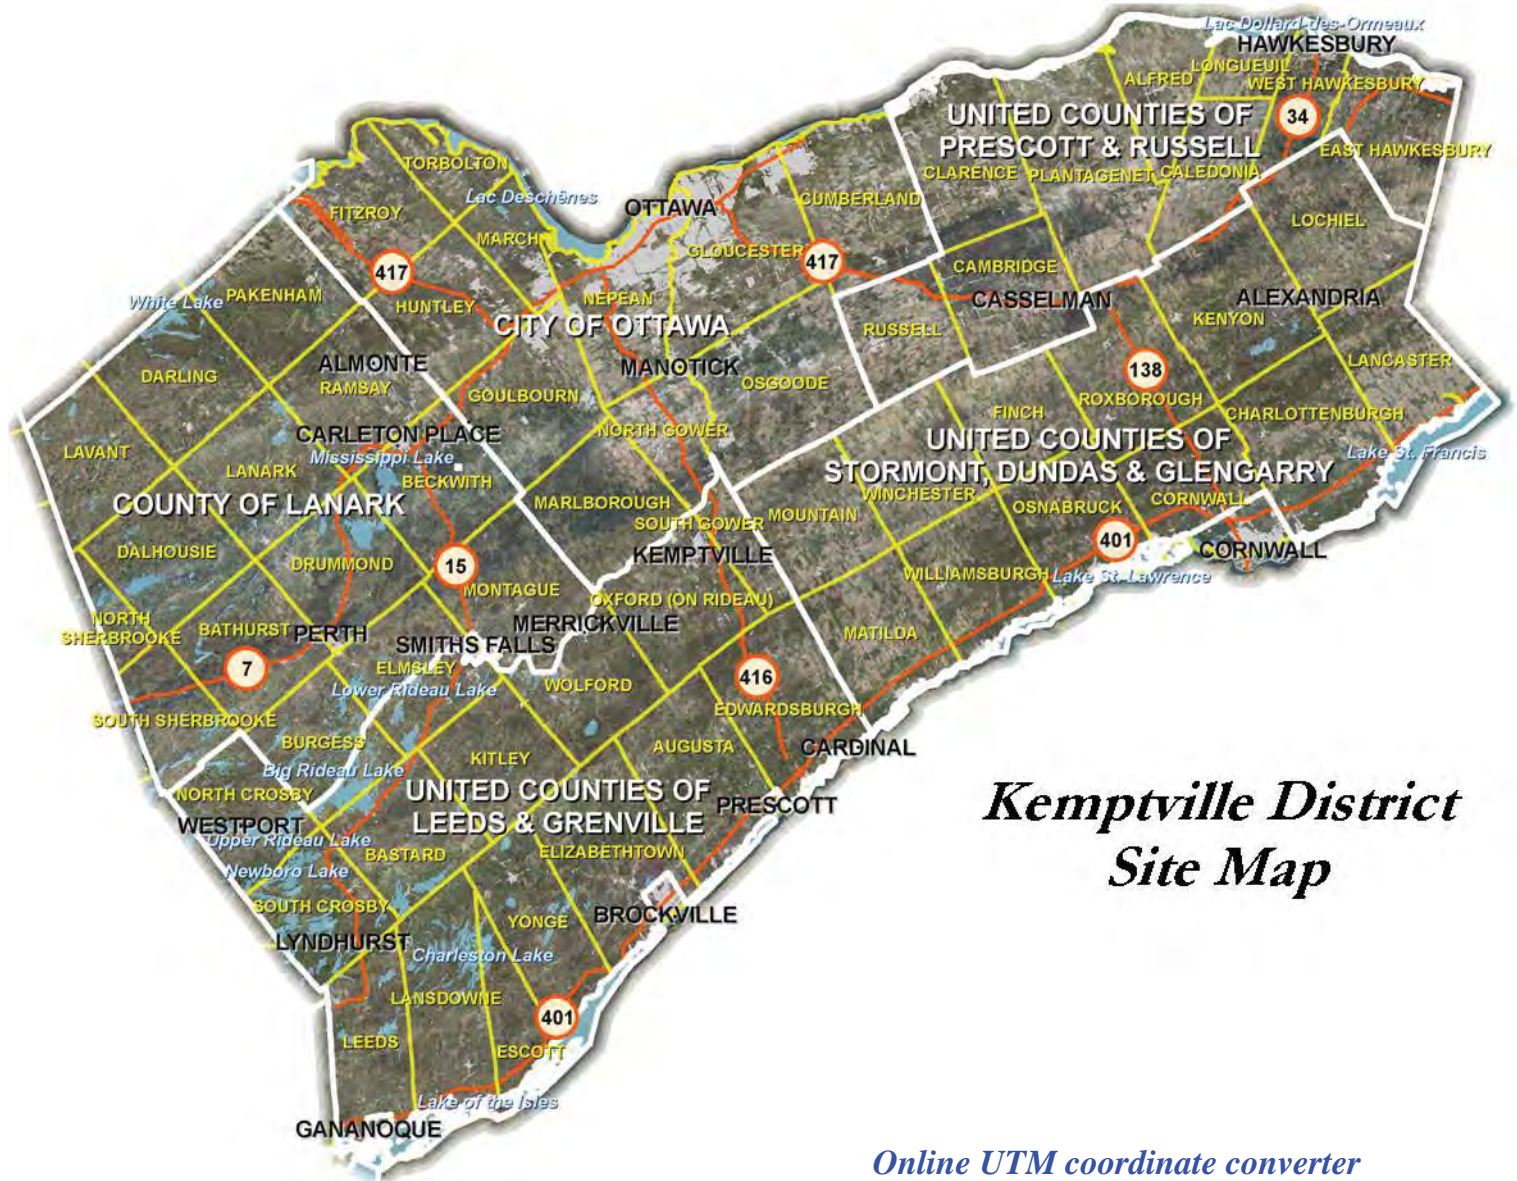 Lac Dollard-des-Ormeaux
HAWKESBURY
LONGUEUIL
ALFRED
WEST HAWKESBURY
UNITED COUNTIES OF
PRESCOTT & RUSSELL
34
EAST HAWKESBURY
CLARENCE
PLANTAGENET
CALEDONIA
TORBOLTON
Lac Deschênes
OTTAWA
CUMBERLAND
FITZROY
LOCHIEL
MARCH
GLOUCESTER
417
417
CAMBRIDGE
White Lake
PAKENHAM
HUNTLEY
NEPEAN
CASSELMAN
ALEXANDRIA
CITY OF OTTAWA
RUSSELL
KENYON
ALMONTE
MANOTICK
LANCASTER
DARLING
RAMSAY
GOULBOURN
OSGOODE
138
ROXBOROUGH
FINCH
CHARLOTTENBURGH
CARLETON PLACE
NORTH GOWER
UNITED COUNTIES OF
STORMONT, DUNDAS & GLENGARRY
LAVANT
Mississippi Lake
Lake St. Francis
LANARK
BECKWITH
COUNTY OF LANARK
MARLBOROUGH
WINCHESTER
OSNABRUCK
CORNWALL
SOUTH GOWER
MOUNTAIN
DALHOUSIE
KEMPTVILLE
401
CORNWALL
DRUMMOND
15
MONTAGUE
WILLIAMSBURGH
Lake St. Lawrence
OXFORD (ON RIDEAU)
NORTH
SHERBROOKE
BATHURST
PERTH
MERRICKVILLE
SMITHS FALLS
MATILDA
7
ELMSLEY
416
Lower Rideau Lake
WOLFORD
EDWARDSBURGH
SOUTH SHERBROOKE
BURGESS
KITLEY
AUGUSTA
CARDINAL
Big Rideau Lake
NORTH CROSBY
UNITED COUNTIES OF
LEEDS & GRENVILLE
PRESCOTT
Kemptville District
Site Map
WESTPORT
Upper Rideau Lake
BASTARD
ELIZABETHTOWN
Newboro Lake
SOUTH CROSBY
YONGE
BROCKVILLE
LYNDHURST
Charleston Lake
LANSDOWNE
401
LEEDS
ESCOTT
Lake of the Isles
GANANOQUE
Online UTM coordinate converter